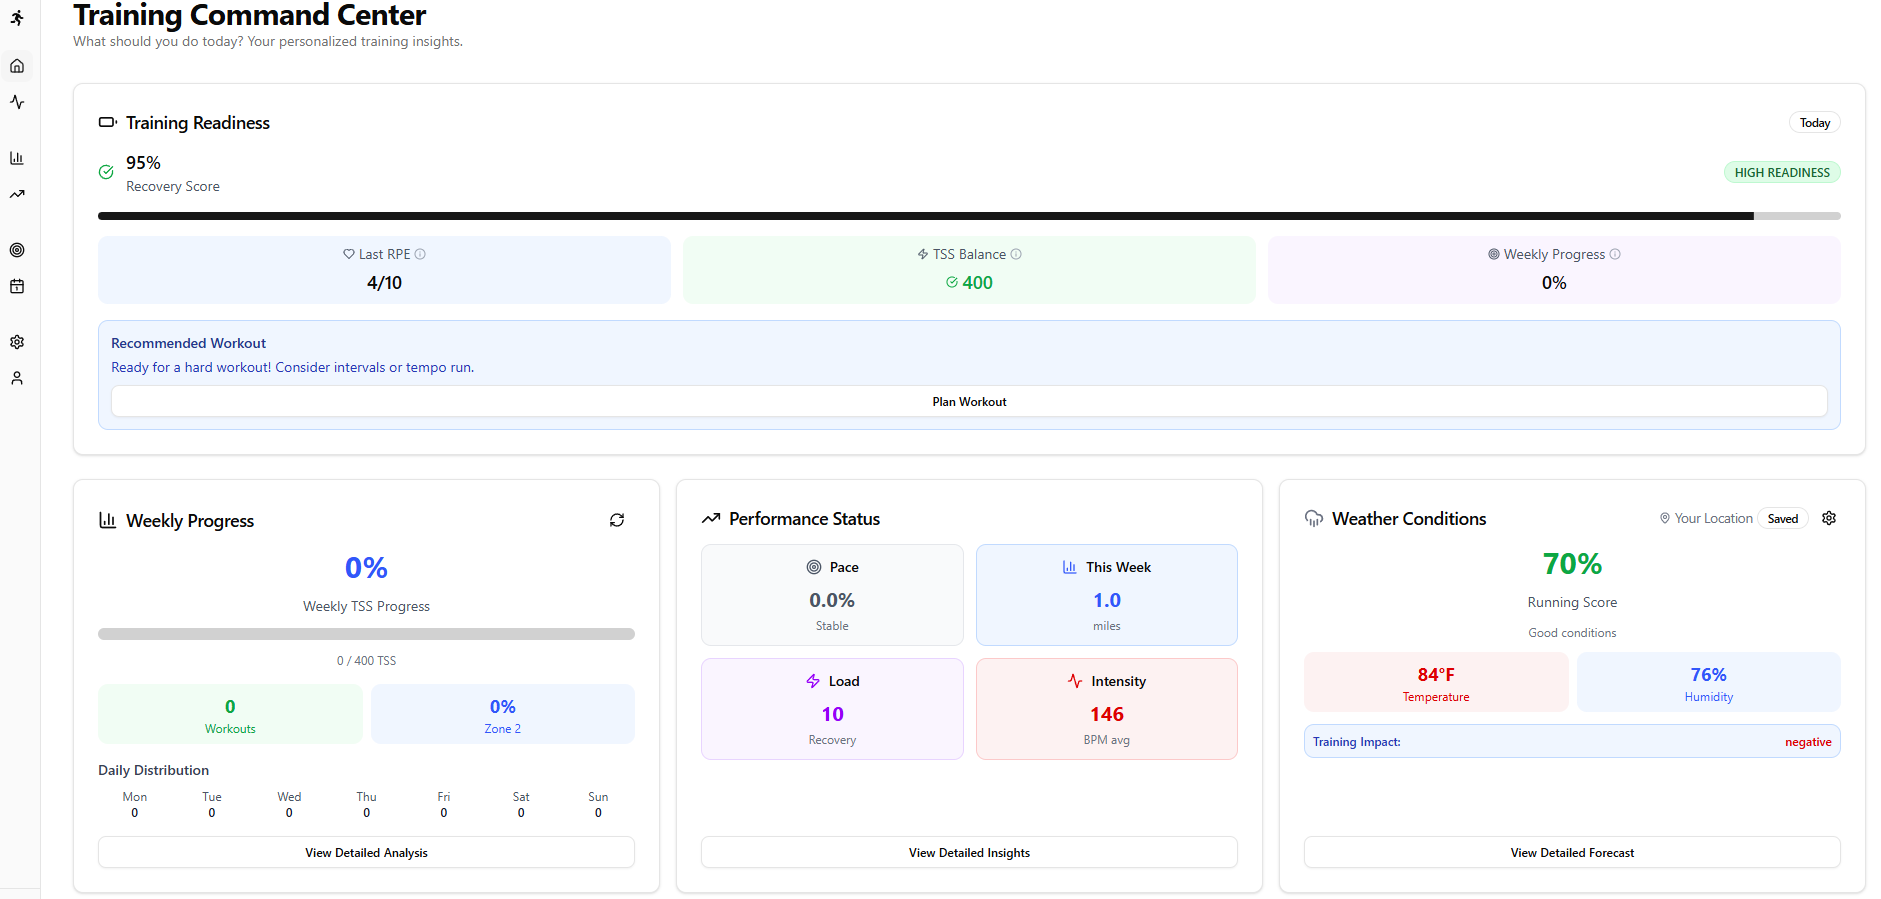 Training Command Center
What should you do today? Your personalized training insights.
Training Readiness
Today
95%
Recovery Score
HIGH READINESS
Last RPE
4/10
TSS Balance
400
Weekly Progress
0%
Recommended Workout
Ready for a hard workout! Consider intervals or tempo run.
Plan Workout
Weekly Progress
0%
Weekly TSS Progress
0 / 400 TSS
0
Workouts
0%
Zone 2
Daily Distribution
Mon Tue Wed Thu Fri Sat Sun
0 0 0 0 0 0 0
View Detailed Analysis
Performance Status
Pace
0.0%
Stable
This Week
1.0
miles
Load
10
Recovery
Intensity
146
BPM avg
View Detailed Insights
Weather Conditions
Your Location Saved
70%
Running Score
Good conditions
84°F
Temperature
76%
Humidity
Training Impact: negative
View Detailed Forecast